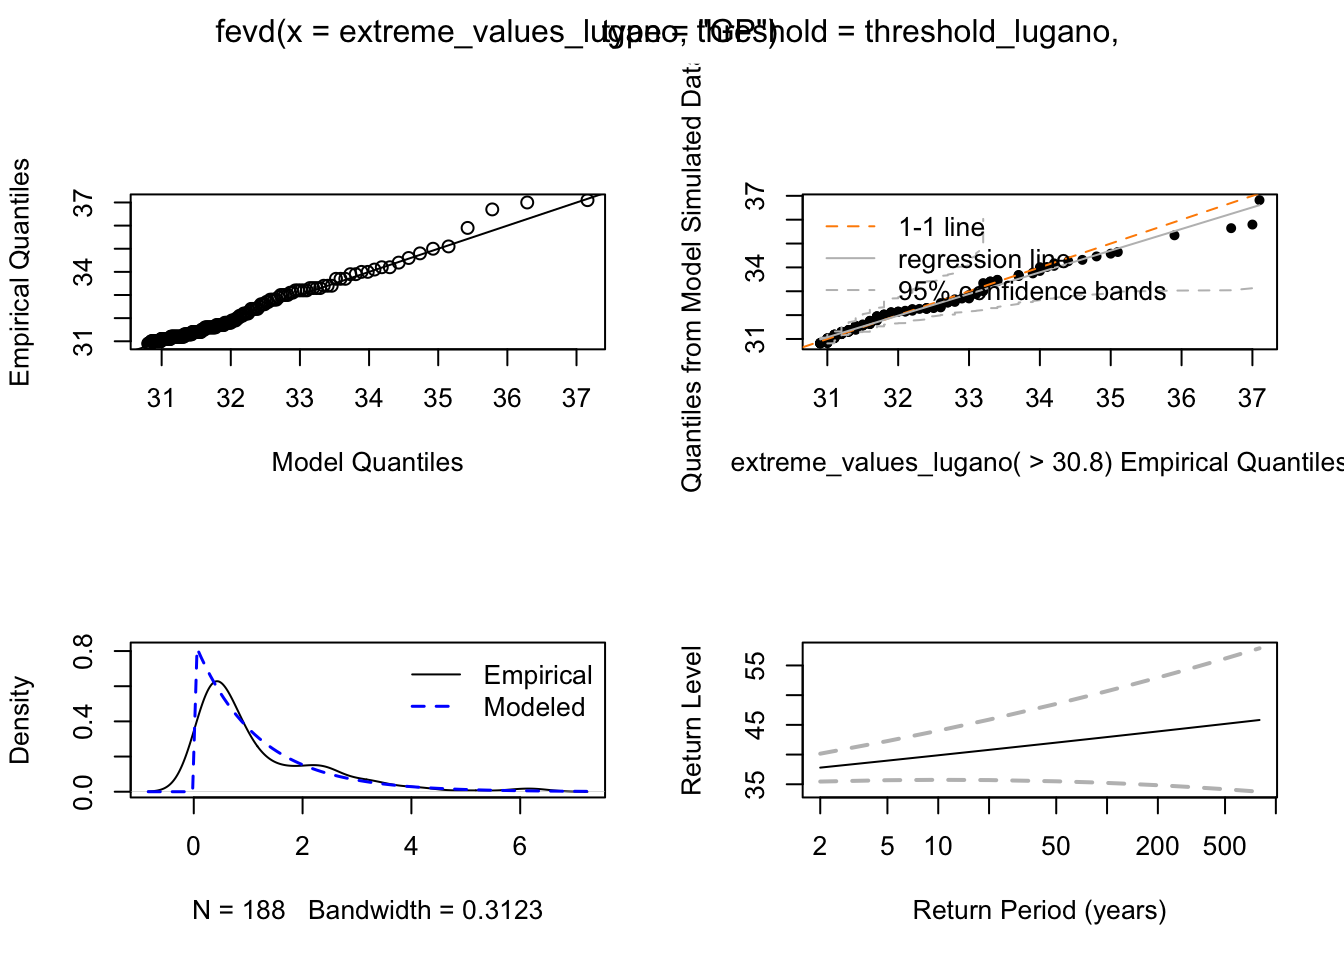 fevd(x = extreme_values_lugano, threshold = threshold_lugano,
type = "GP")
Empirical Quantiles
37
34
31
31 32 33 34 35 36 37
Model Quantiles
Quantiles from Model Simulated Data
37
34
31
1-1 line
regression line
95% confidence bands
31 32 33 34 35 36 37
extreme_values_lugano( > 30.8) Empirical Quantiles
Density
0.8
0.4
0.0
Empirical
Modeled
0 2 4 6
N = 188 Bandwidth = 0.3123
Return Level
55
45
35
2 5 10 50 200 500
Return Period (years)